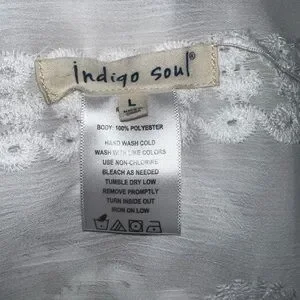 indigo soul®
L
BODY: 100% POLYESTER
HAND WASH COLD
WASH WITH LIKE COLORS
USE NON-CHLORINE
BLEACH AS NEEDED
TUMBLE DRY LOW
REMOVE PROMPTLY
TURN INSIDE OUT
IRON ON LOW